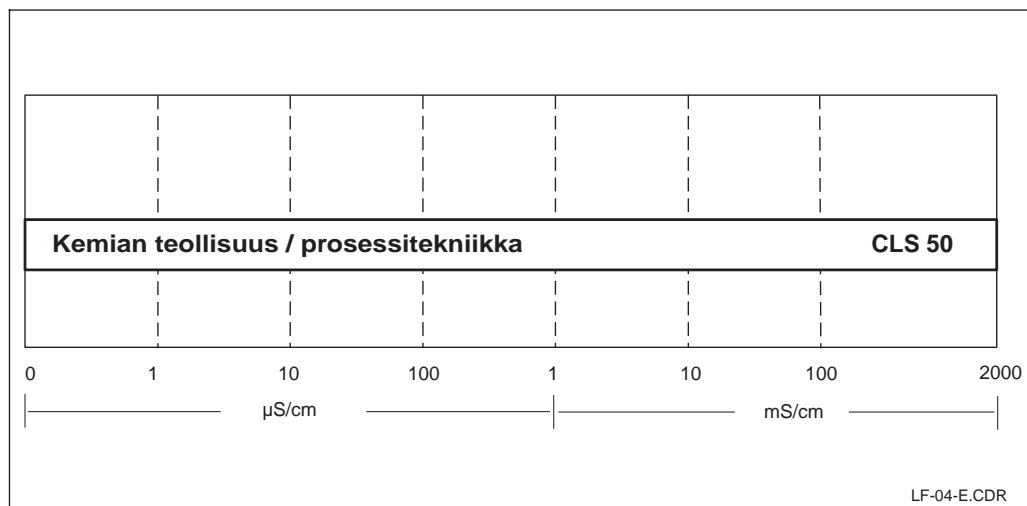 Kemian teollisuus / prosessitekniikka CLS 50
0 1 10 100 1 10 100 2000
µS/cm mS/cm
LF-04-E.CDR